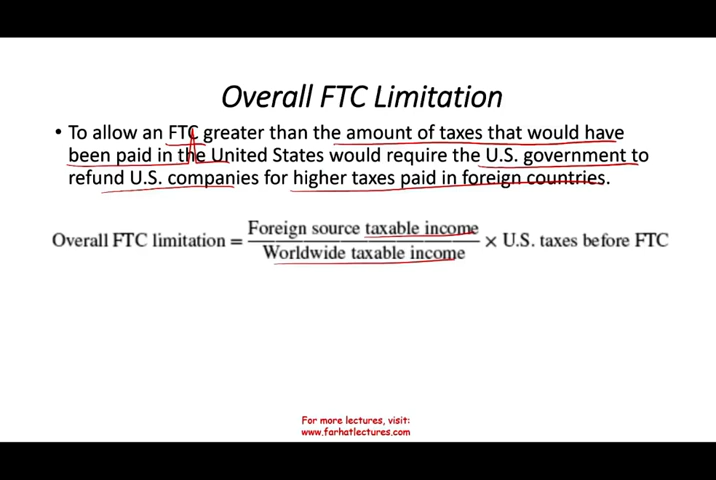 Overall FTC Limitation
• To allow an FTC greater than the amount of taxes that would have
been paid in the United States would require the U.S. government to
refund U.S. companies for higher taxes paid in foreign countries.
Overall FTC limitation = Foreign source taxable income / Worldwide taxable income × U.S. taxes before FTC
For more lectures, visit:
www.farhatlectures.com